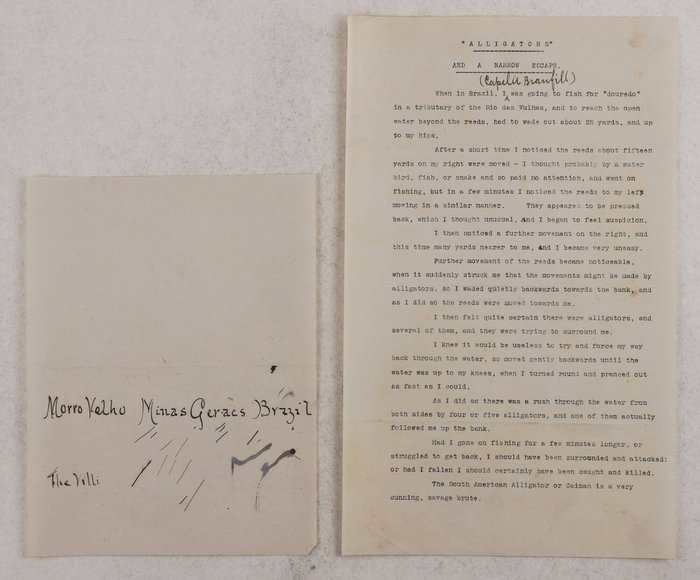 Morro Velho Minas Geraes Brazil
The Vill
"ALLIGATORS"
AND A NARROW ESCAPE.
(Capel A. Branfill)
When in Brazil, I was going to fish for "dourado"
in a tributary of the Rio das Vulhas, and to reach the open
water beyond the reeds, had to wade out about 25 yards, and up
to my hips.
After a short time I noticed the reeds about fifteen
yards on my right were moved - I thought probably by a water
bird, fish, or snake and so paid no attention, and went on
fishing, but in a few minutes I noticed the reeds to my left
moving in a similar manner. They appeared to be pressed
back, which I thought unusual, And I began to feel suspicion.
I then noticed a further movement on the right, and
this time many yards nearer to me, And I became very uneasy.
Further movement of the reeds became noticeable,
when it suddenly struck me that the movements might be made by
alligators, so I waded quietly backwards towards the bank, and
as I did so the reeds were moved towards me.
I then felt quite certain there were alligators, and
several of them, and they were trying to surround me.
I knew it would be useless to try and force my way
back through the water, so moved gently backwards until the
water was up to my knees, when I turned round and pranced out
as fast as I could.
As I did so there was a rush through the water from
both sides by four or five alligators, and one of them actually
followed me up the bank.
Had I gone on fishing for a few minutes longer, or
struggled to get back, I should have been surrounded and attacked:
or had I fallen I should certainly have been caught and killed.
The South American Alligator or Caiman is a very
cunning, savage brute.